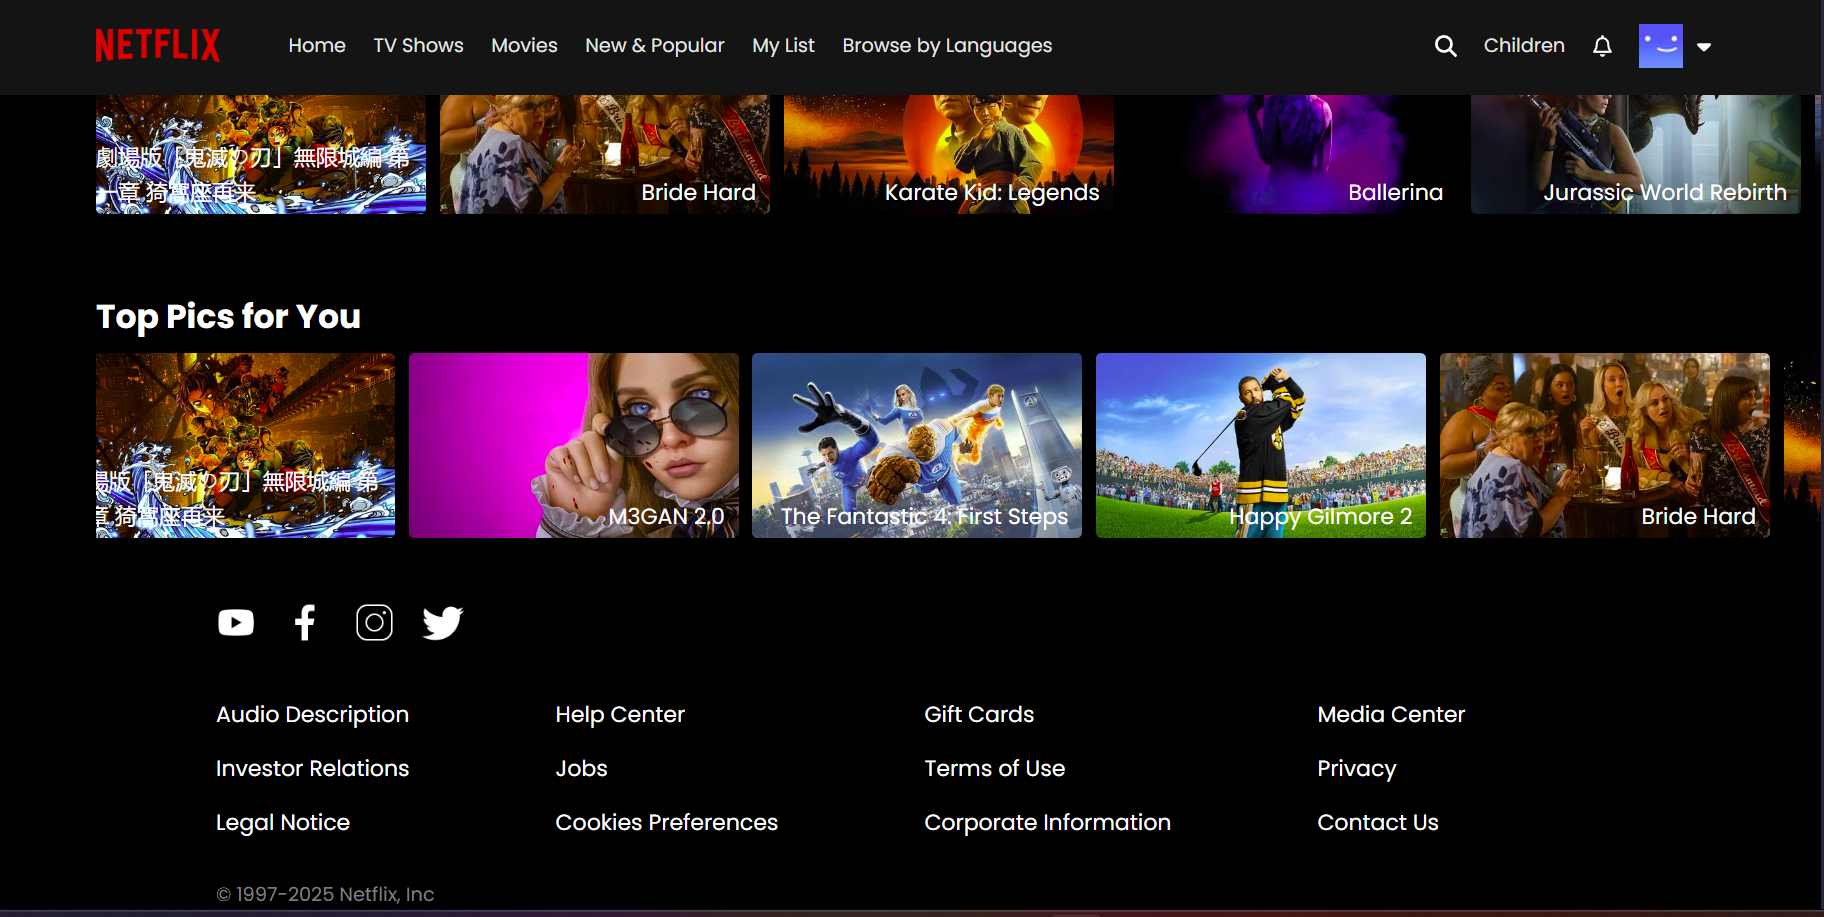 NETFLIX
Home
TV Shows
Movies
New & Popular
My List
Browse by Languages
Children
劇場版「鬼滅の刃」無限城編 第
一章 猗窩座再来
Bride Hard
Karate Kid: Legends
Ballerina
Jurassic World Rebirth
Top Pics for You
場版「鬼滅の刃」無限城編 第
章 猗窩座再来
M3GAN 2.0
The Fantastic 4: First Steps
Happy Gilmore 2
Bride Hard
Audio Description
Help Center
Gift Cards
Media Center
Investor Relations
Jobs
Terms of Use
Privacy
Legal Notice
Cookies Preferences
Corporate Information
Contact Us
© 1997-2025 Netflix, Inc